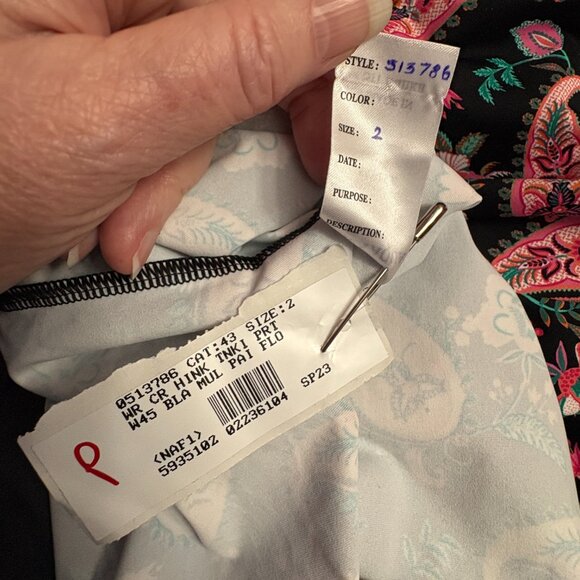 STYLE: 513786
COLOR:
SIZE: 2
DATE:
PURPOSE:
DESCRIPTION:
0513786 CAT:43 SIZE:2
WR CR HINK TNKI PRT
W45 BLA MUL PAI FLO
<NAF1>
5935102 02236104 SP23
R